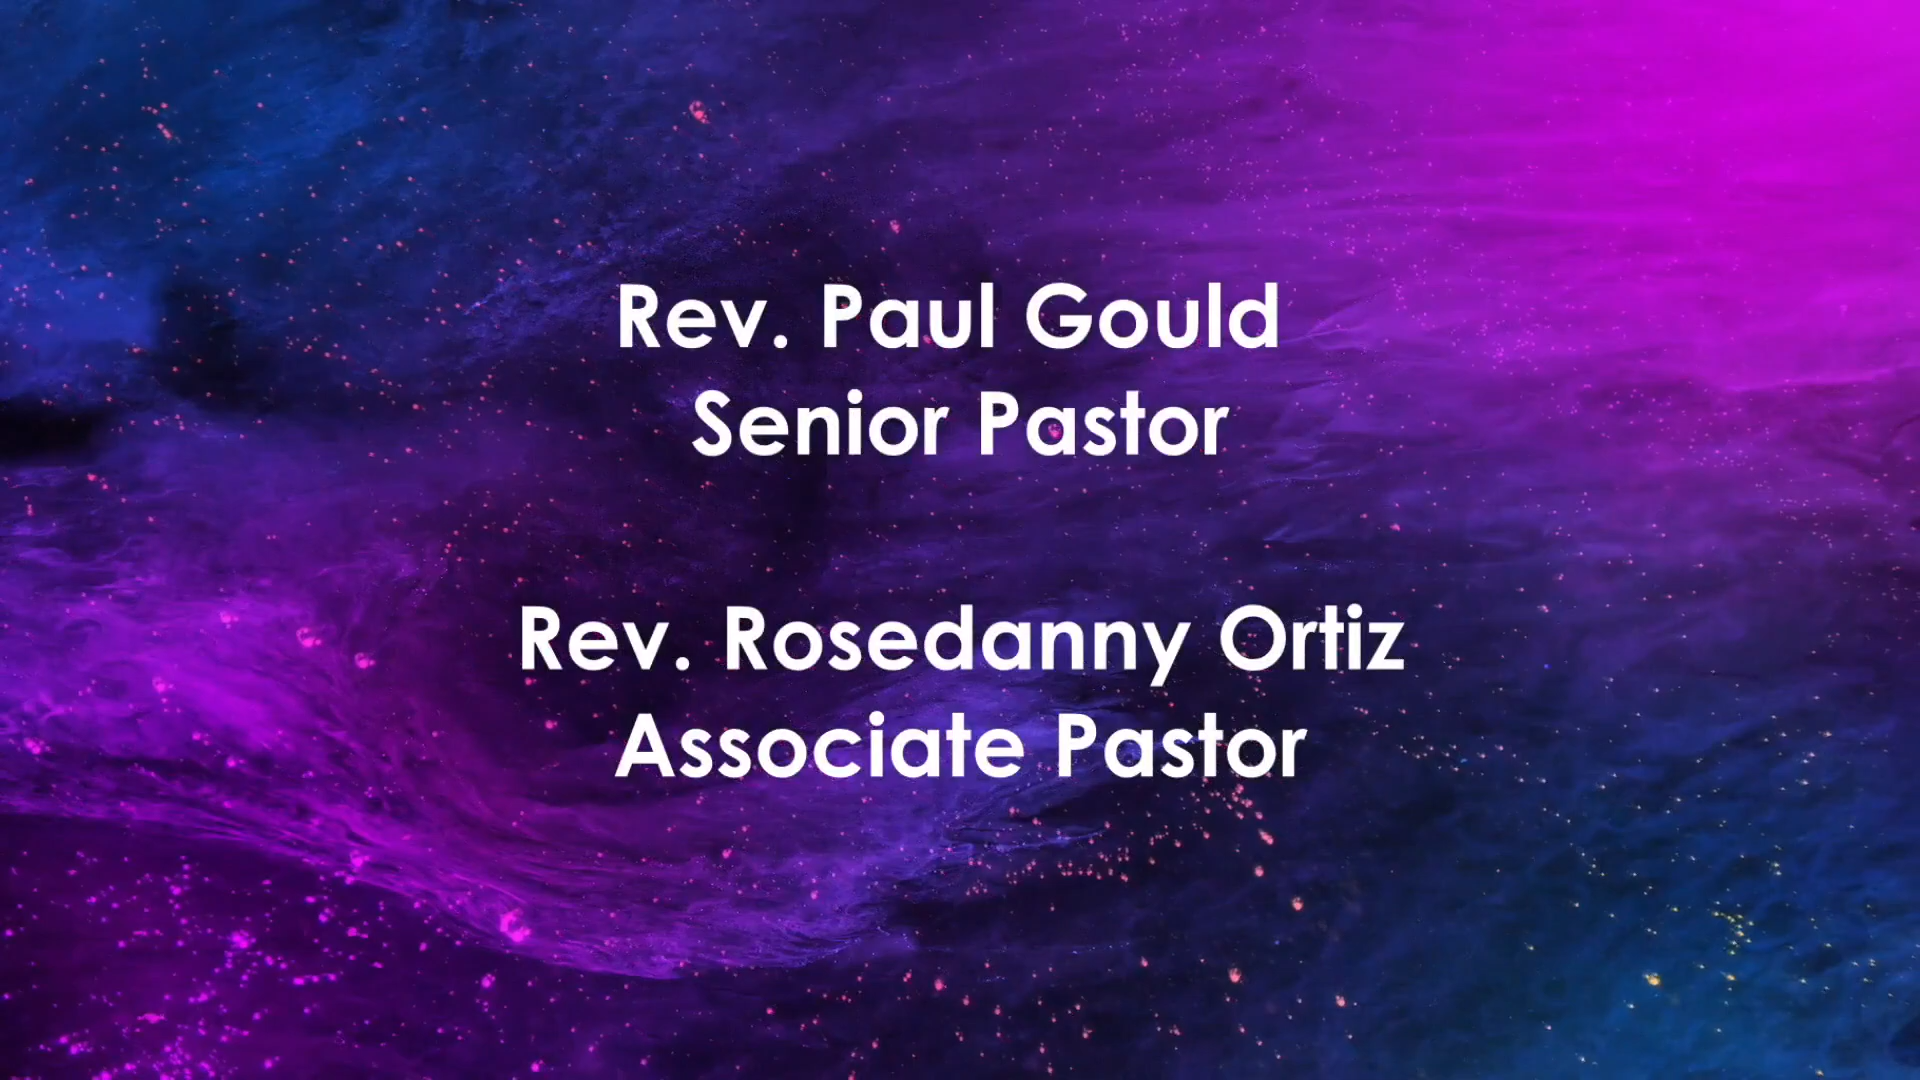 Rev. Paul Gould
Senior Pastor
Rev. Rosedanny Ortiz
Associate Pastor